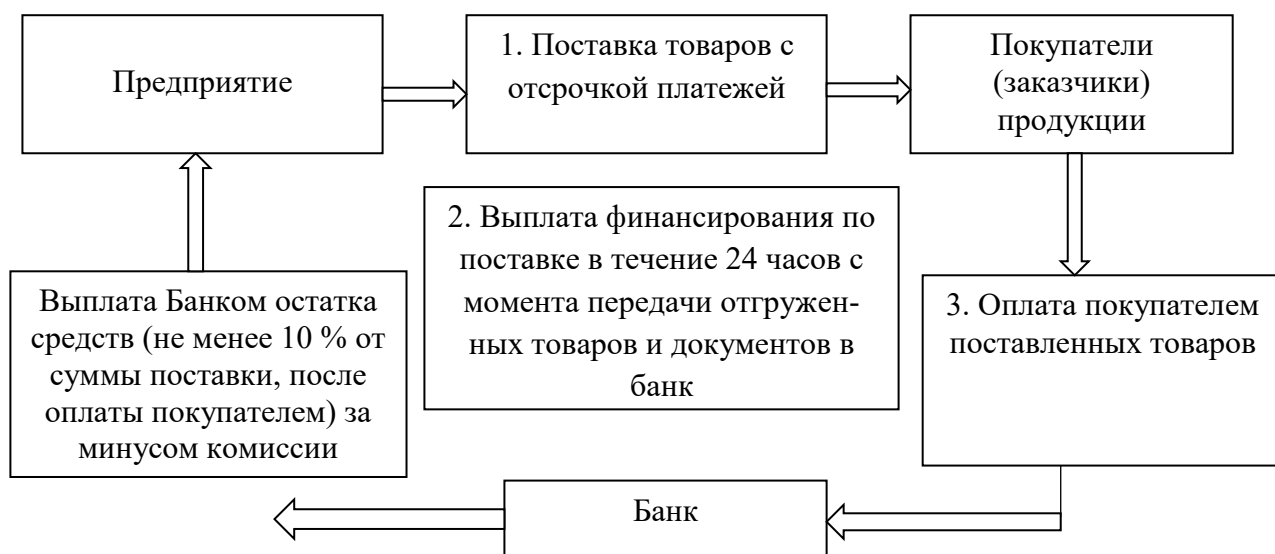 Предприятие
1. Поставка товаров с
отсрочкой платежей
Покупатели
(заказчики)
продукции
2. Выплата финансирования по
поставке в течение 24 часов с
момента передачи отгружен-
ных товаров и документов в
банк
Выплата Банком остатка
средств (не менее 10 % от
суммы поставки, после
оплаты покупателем) за
минусом комиссии
3. Оплата покупателем
поставленных товаров
Банк